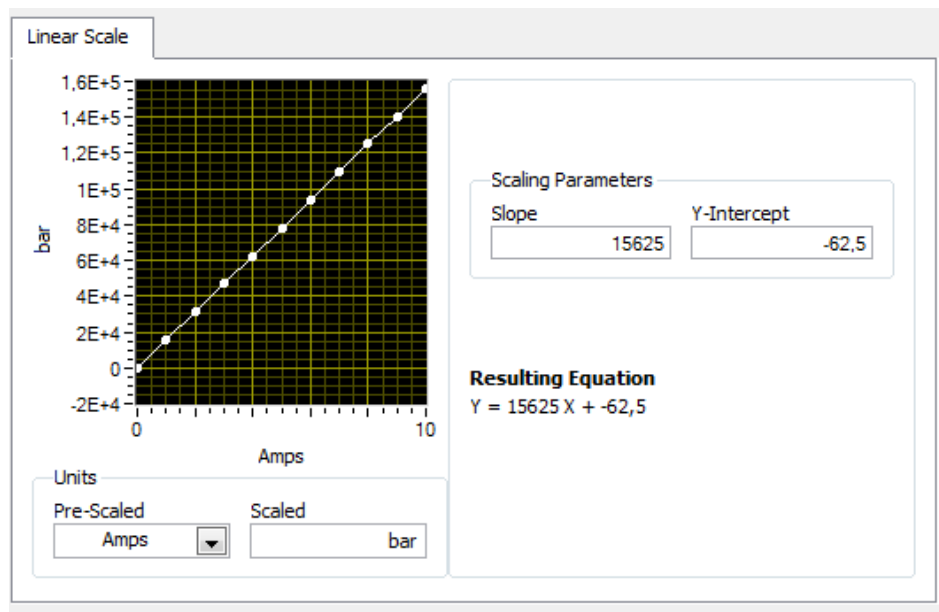 Linear Scale
1,6E+5
1,4E+5
1,2E+5
1E+5
8E+4
6E+4
4E+4
2E+4
0
-2E+4
bar
0 10
Amps
Units
Pre-Scaled Scaled
Amps bar
Scaling Parameters
Slope Y-Intercept
15625 -62,5
Resulting Equation
Y = 15625 X + -62,5